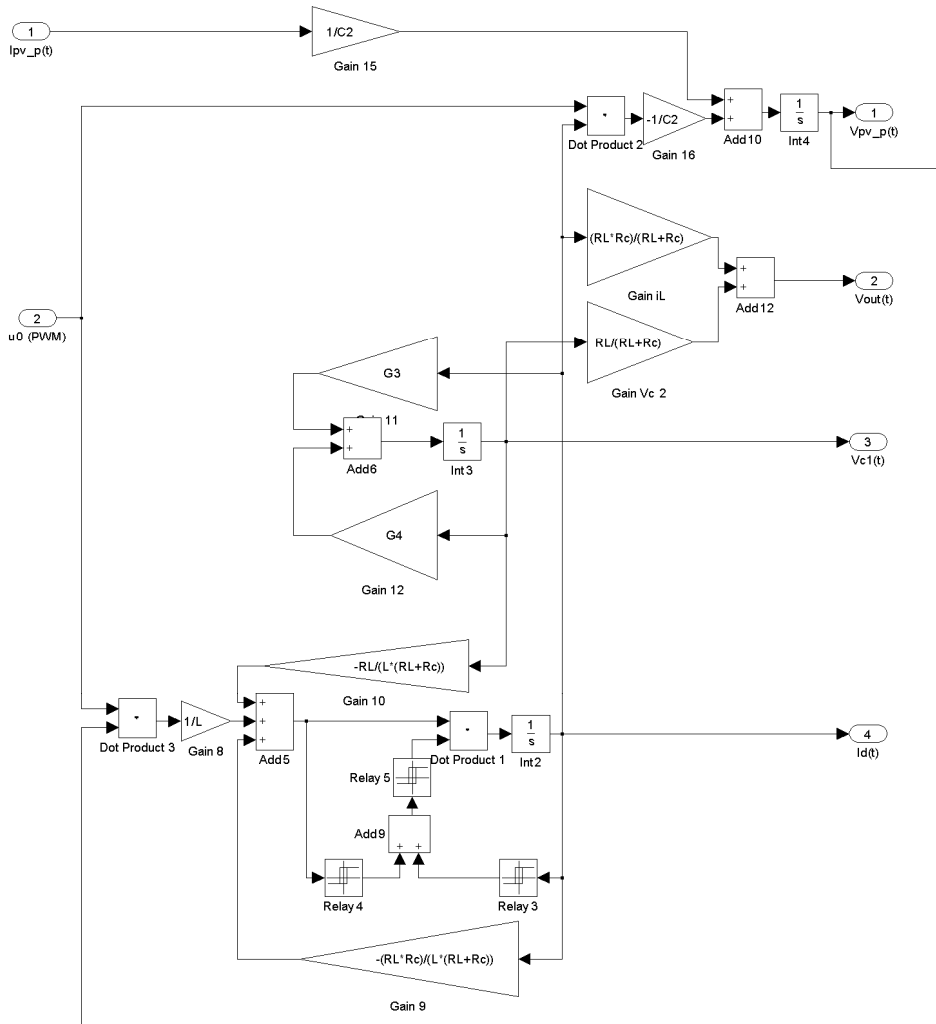 1
Ipv_p(t)
1/C2
Gain 15
Dot Product 2
-1/C2
Gain 16
+
+
Add10
1
s
Int4
1
Vpv_p(t)
(RL*Rc)/(RL+Rc)
Gain iL
+
+
Add12
2
Vout(t)
2
u0 (PWM)
RL/(RL+Rc)
Gain Vc 2
G3
Gain 11
+
+
Add6
1
s
Int3
3
Vc1(t)
G4
Gain 12
-RL/(L*(RL+Rc))
Gain 10
Dot Product 3
1/L
Gain 8
+
+
+
Add5
Dot Product 1
1
s
Int2
4
Id(t)
Relay 5
Add9
+ +
Relay 4
Relay 3
-(RL*Rc)/(L*(RL+Rc))
Gain 9